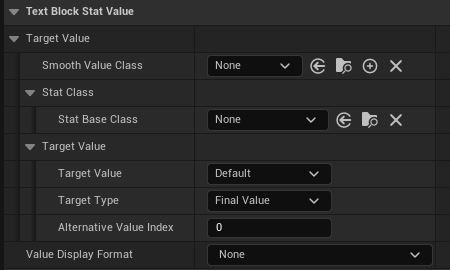 Text Block Stat Value
Target Value
Smooth Value Class None
Stat Class
Stat Base Class None
Target Value
Target Value Default
Target Type Final Value
Alternative Value Index 0
Value Display Format None